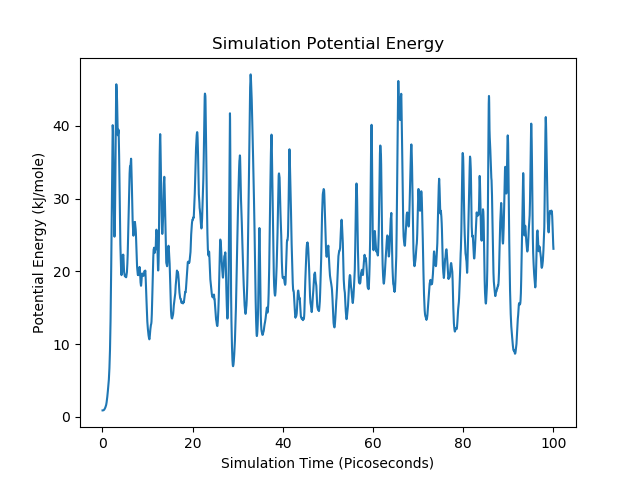 Simulation Potential Energy
Potential Energy (kJ/mole)
40
30
20
10
0
0 20 40 60 80 100
Simulation Time (Picoseconds)